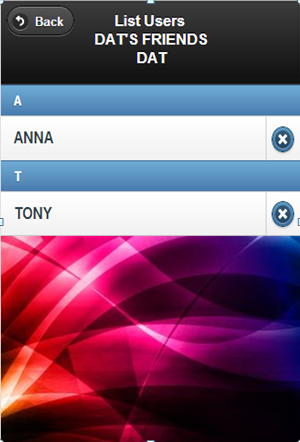 Back
List Users
DAT'S FRIENDS
DAT
A
ANNA
T
TONY